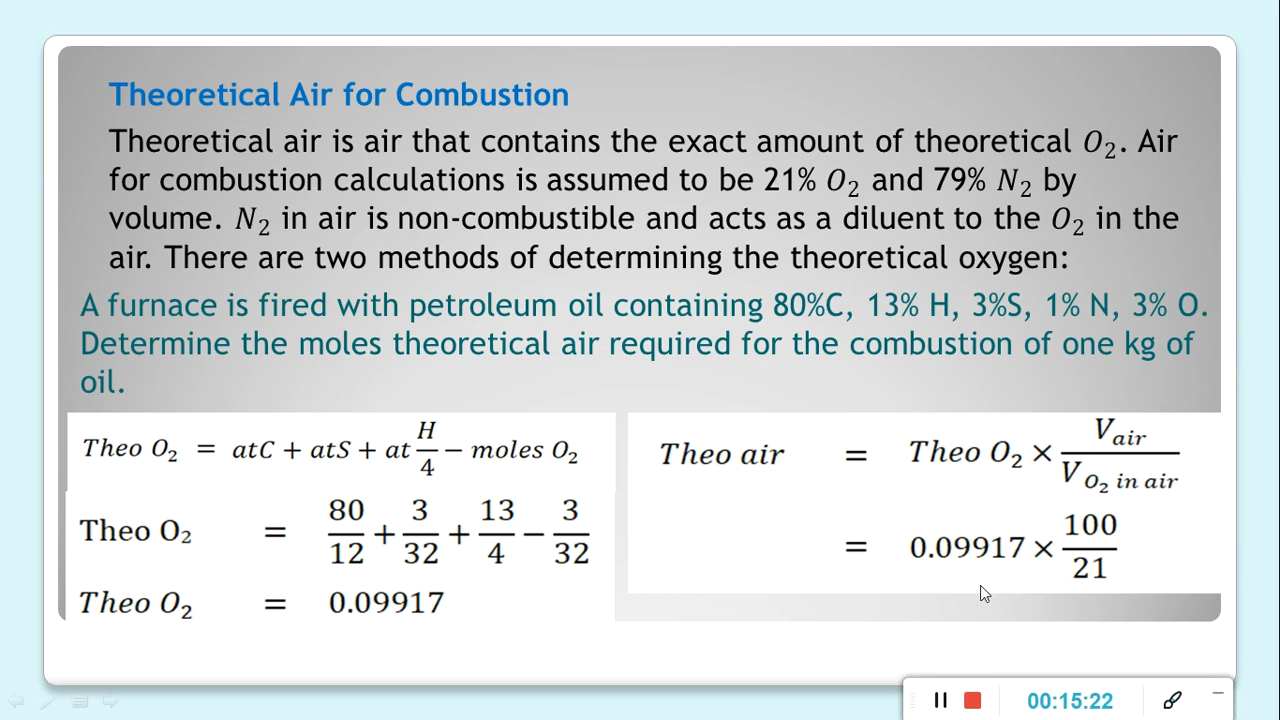 Theoretical Air for Combustion
Theoretical air is air that contains the exact amount of theoretical O₂. Air
for combustion calculations is assumed to be 21% O₂ and 79% N₂ by
volume. N₂ in air is non-combustible and acts as a diluent to the O₂ in the
air. There are two methods of determining the theoretical oxygen:
A furnace is fired with petroleum oil containing 80%C, 13% H, 3%S, 1% N, 3% O.
Determine the moles theoretical air required for the combustion of one kg of
oil.
Theo O₂ = atC + atS + at H/4 − moles O₂
Theo O₂ = 80/12 + 3/32 + 13/4 − 3/32
Theo O₂ = 0.09917
Theo air = Theo O₂ × V air / V O₂ in air
= 0.09917 × 100/21
00:15:22